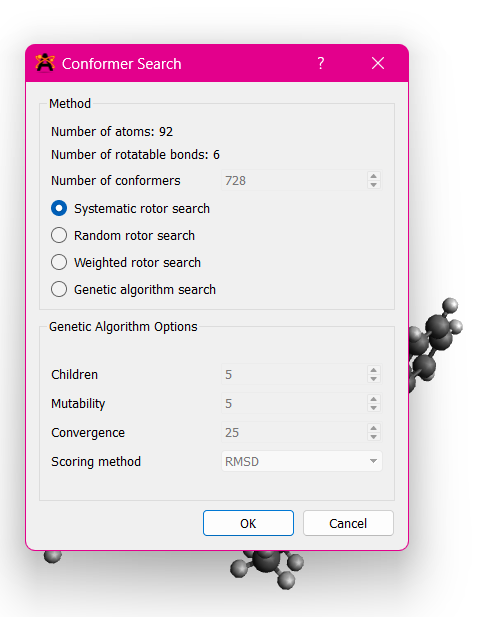 Conformer Search ?
Method
Number of atoms: 92
Number of rotatable bonds: 6
Number of conformers 728
Systematic rotor search
Random rotor search
Weighted rotor search
Genetic algorithm search
Genetic Algorithm Options
Children 5
Mutability 5
Convergence 25
Scoring method RMSD
OK Cancel